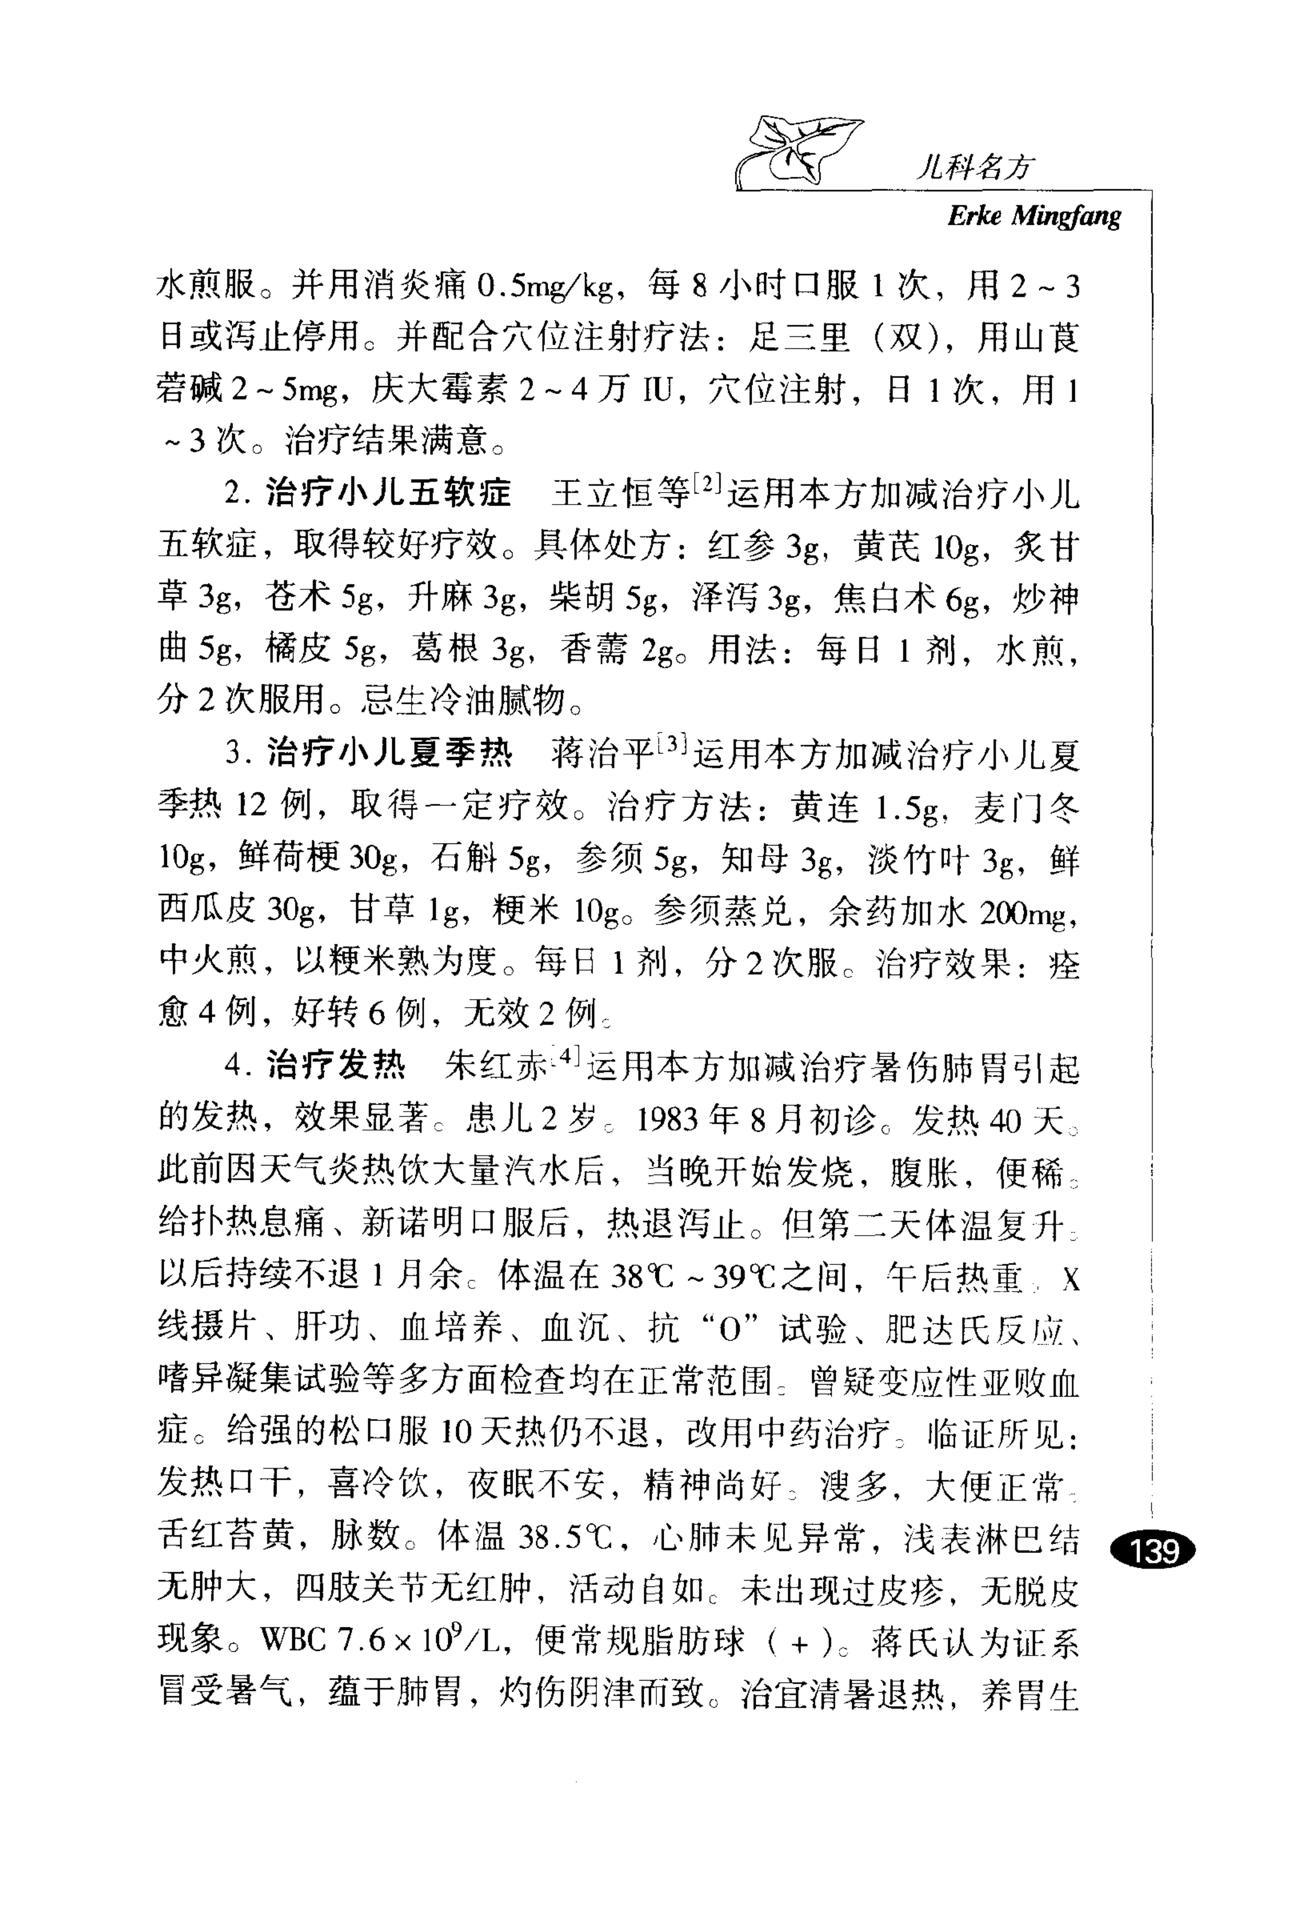 儿科名方
Erke Mingfang
水煎服。并用消炎痛 0.5mg/kg，每 8 小时口服 1 次，用 2～3
日或泻止停用。并配合穴位注射疗法：足三里（双），用山莨
菪碱 2～5mg，庆大霉素 2～4 万 IU，穴位注射，日 1 次，用 1
～3 次。治疗结果满意。
2. 治疗小儿五软症　王立恒等[2]运用本方加减治疗小儿
五软症，取得较好疗效。具体处方：红参 3g，黄芪 10g，炙甘
草 3g，苍术 5g，升麻 3g，柴胡 5g，泽泻 3g，焦白术 6g，炒神
曲 5g，橘皮 5g，葛根 3g，香薷 2g。用法：每日 1 剂，水煎，
分 2 次服用。忌生冷油腻物。
3. 治疗小儿夏季热　蒋治平[3]运用本方加减治疗小儿夏
季热 12 例，取得一定疗效。治疗方法：黄连 1.5g，麦门冬
10g，鲜荷梗 30g，石斛 5g，参须 5g，知母 3g，淡竹叶 3g，鲜
西瓜皮 30g，甘草 1g，粳米 10g。参须蒸兑，余药加水 200mg，
中火煎，以粳米熟为度。每日 1 剂，分 2 次服。治疗效果：痊
愈 4 例，好转 6 例，无效 2 例。
4. 治疗发热　朱红赤[4]运用本方加减治疗暑伤肺胃引起
的发热，效果显著。患儿 2 岁。1983 年 8 月初诊。发热 40 天。
此前因天气炎热饮大量汽水后，当晚开始发烧，腹胀，便稀。
给扑热息痛、新诺明口服后，热退泻止。但第二天体温复升。
以后持续不退 1 月余。体温在 38℃～39℃之间，午后热重。X
线摄片、肝功、血培养、血沉、抗“O”试验、肥达氏反应、
嗜异凝集试验等多方面检查均在正常范围。曾疑变应性亚败血
症。给强的松口服 10 天热仍不退，改用中药治疗。临证所见：
发热口干，喜冷饮，夜眠不安，精神尚好。溲多，大便正常。
舌红苔黄，脉数。体温 38.5℃，心肺未见异常，浅表淋巴结
无肿大，四肢关节无红肿，活动自如。未出现过皮疹，无脱皮
现象。WBC 7.6×10⁹/L，便常规脂肪球（+）。蒋氏认为证系
冒受暑气，蕴于肺胃，灼伤阴津而致。治宜清暑退热，养胃生
139